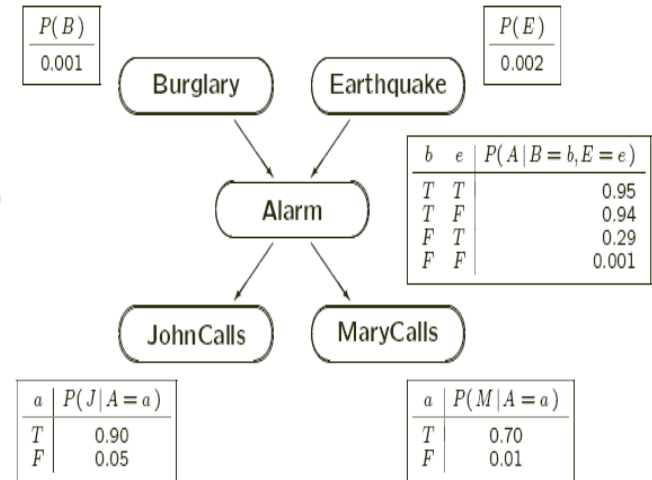 P(B)
0.001
P(E)
0.002
Burglary
Earthquake
b e P(A|B=b,E=e)
T T 0.95
T F 0.94
F T 0.29
F F 0.001
Alarm
JohnCalls
MaryCalls
a P(J|A=a)
T 0.90
F 0.05
a P(M|A=a)
T 0.70
F 0.01